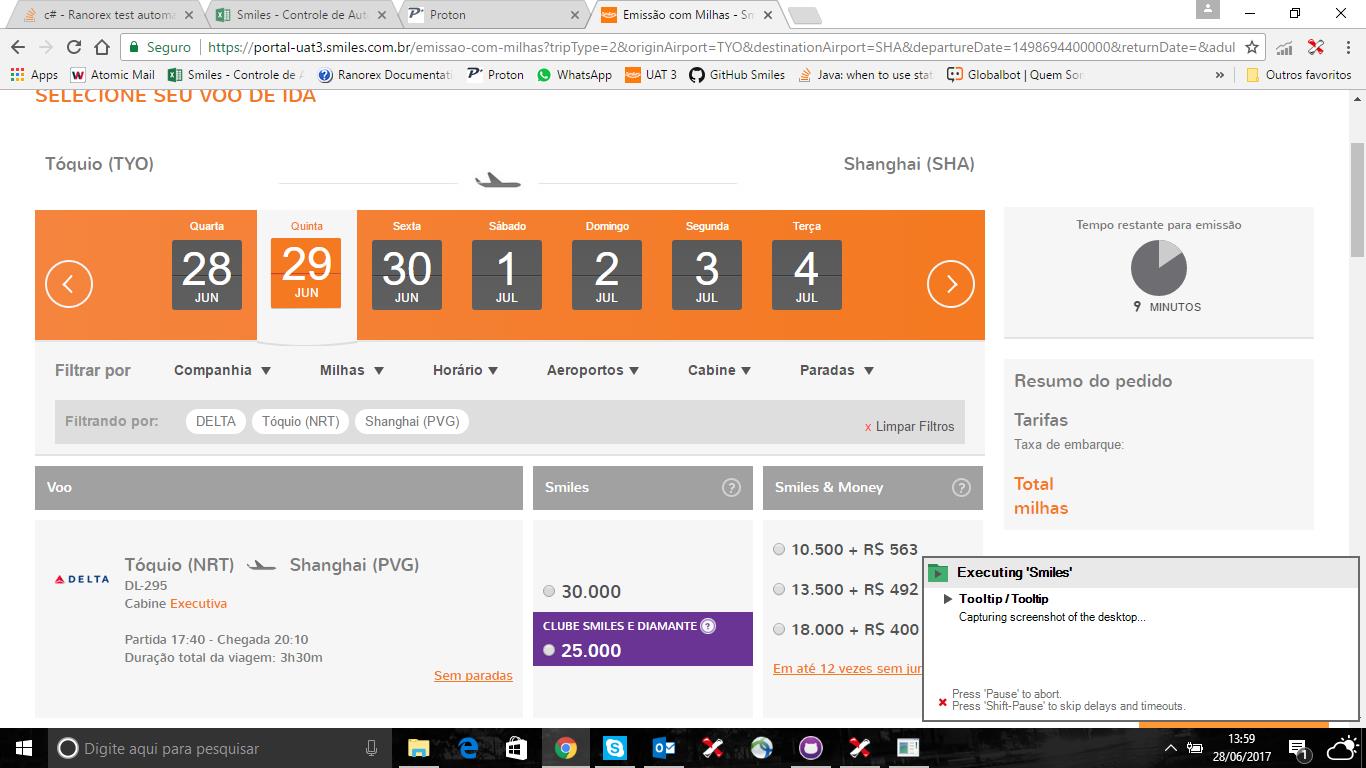 c# - Ranorex test automa
Smiles - Controle de Aut
Proton
Emissão com Milhas - Sm
Seguro
https://portal-uat3.smiles.com.br/emissao-com-milhas?tripType=2&originAirport=TYO&destinationAirport=SHA&departureDate=1498694400000&returnDate=&adul
Apps
Atomic Mail
Smiles - Controle de A
Ranorex Documentati
Proton
WhatsApp
UAT 3
GitHub Smiles
Java: when to use stat
Globalbot | Quem Som
»
Outros favoritos
SELECIONE SEU VOO DE IDA
Tóquio (TYO)
Shanghai (SHA)
Quarta
28
JUN
Quinta
29
JUN
Sexta
30
JUN
Sábado
1
JUL
Domingo
2
JUL
Segunda
3
JUL
Terça
4
JUL
Tempo restante para emissão
9 MINUTOS
Filtrar por
Companhia
Milhas
Horário
Aeroportos
Cabine
Paradas
Filtrando por:
DELTA
Tóquio (NRT)
Shanghai (PVG)
x Limpar Filtros
Resumo do pedido
Tarifas
Taxa de embarque:
Total
milhas
Voo
Smiles
?
Smiles & Money
?
DELTA
Tóquio (NRT)
Shanghai (PVG)
DL-295
Cabine Executiva
Partida 17:40 - Chegada 20:10
Duração total da viagem: 3h30m
Sem paradas
30.000
CLUBE SMILES E DIAMANTE ?
25.000
10.500 + R$ 563
13.500 + R$ 492
18.000 + R$ 400
Em até 12 vezes sem jur
Executing 'Smiles'
Tooltip / Tooltip
Capturing screenshot of the desktop...
Press 'Pause' to abort.
Press 'Shift-Pause' to skip delays and timeouts.
Digite aqui para pesquisar
13:59
28/06/2017
1